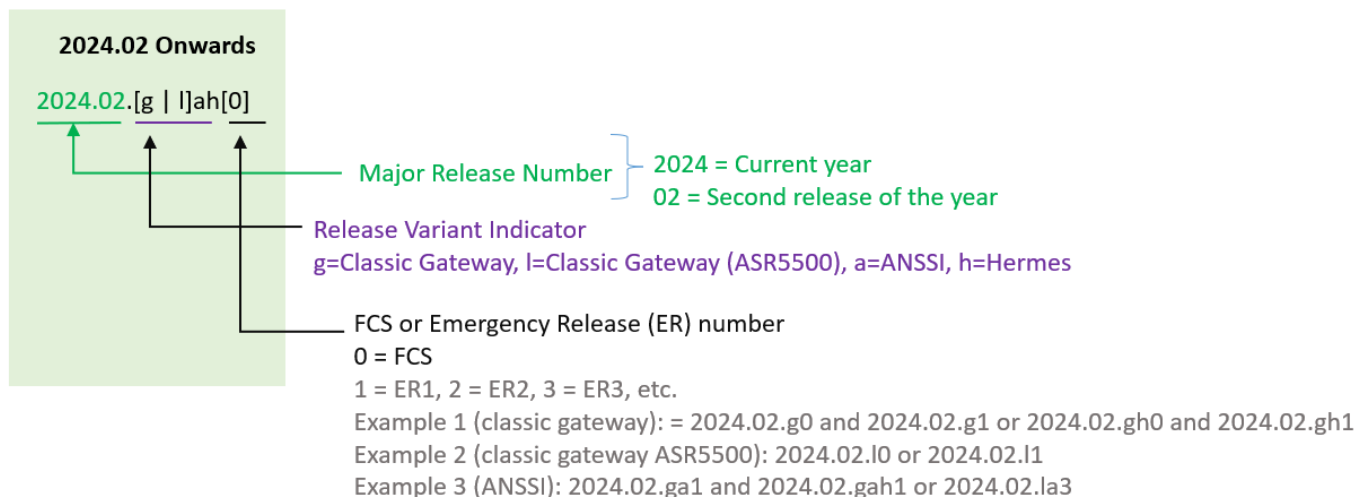 2024.02 Onwards
2024.02.[g | l]ah[0]
Major Release Number
2024 = Current year
02 = Second release of the year
Release Variant Indicator
g=Classic Gateway, l=Classic Gateway (ASR5500), a=ANSSI, h=Hermes
FCS or Emergency Release (ER) number
0 = FCS
1 = ER1, 2 = ER2, 3 = ER3, etc.
Example 1 (classic gateway): = 2024.02.g0 and 2024.02.g1 or 2024.02.gh0 and 2024.02.gh1
Example 2 (classic gateway ASR5500): 2024.02.l0 or 2024.02.l1
Example 3 (ANSSI): 2024.02.ga1 and 2024.02.gah1 or 2024.02.la3